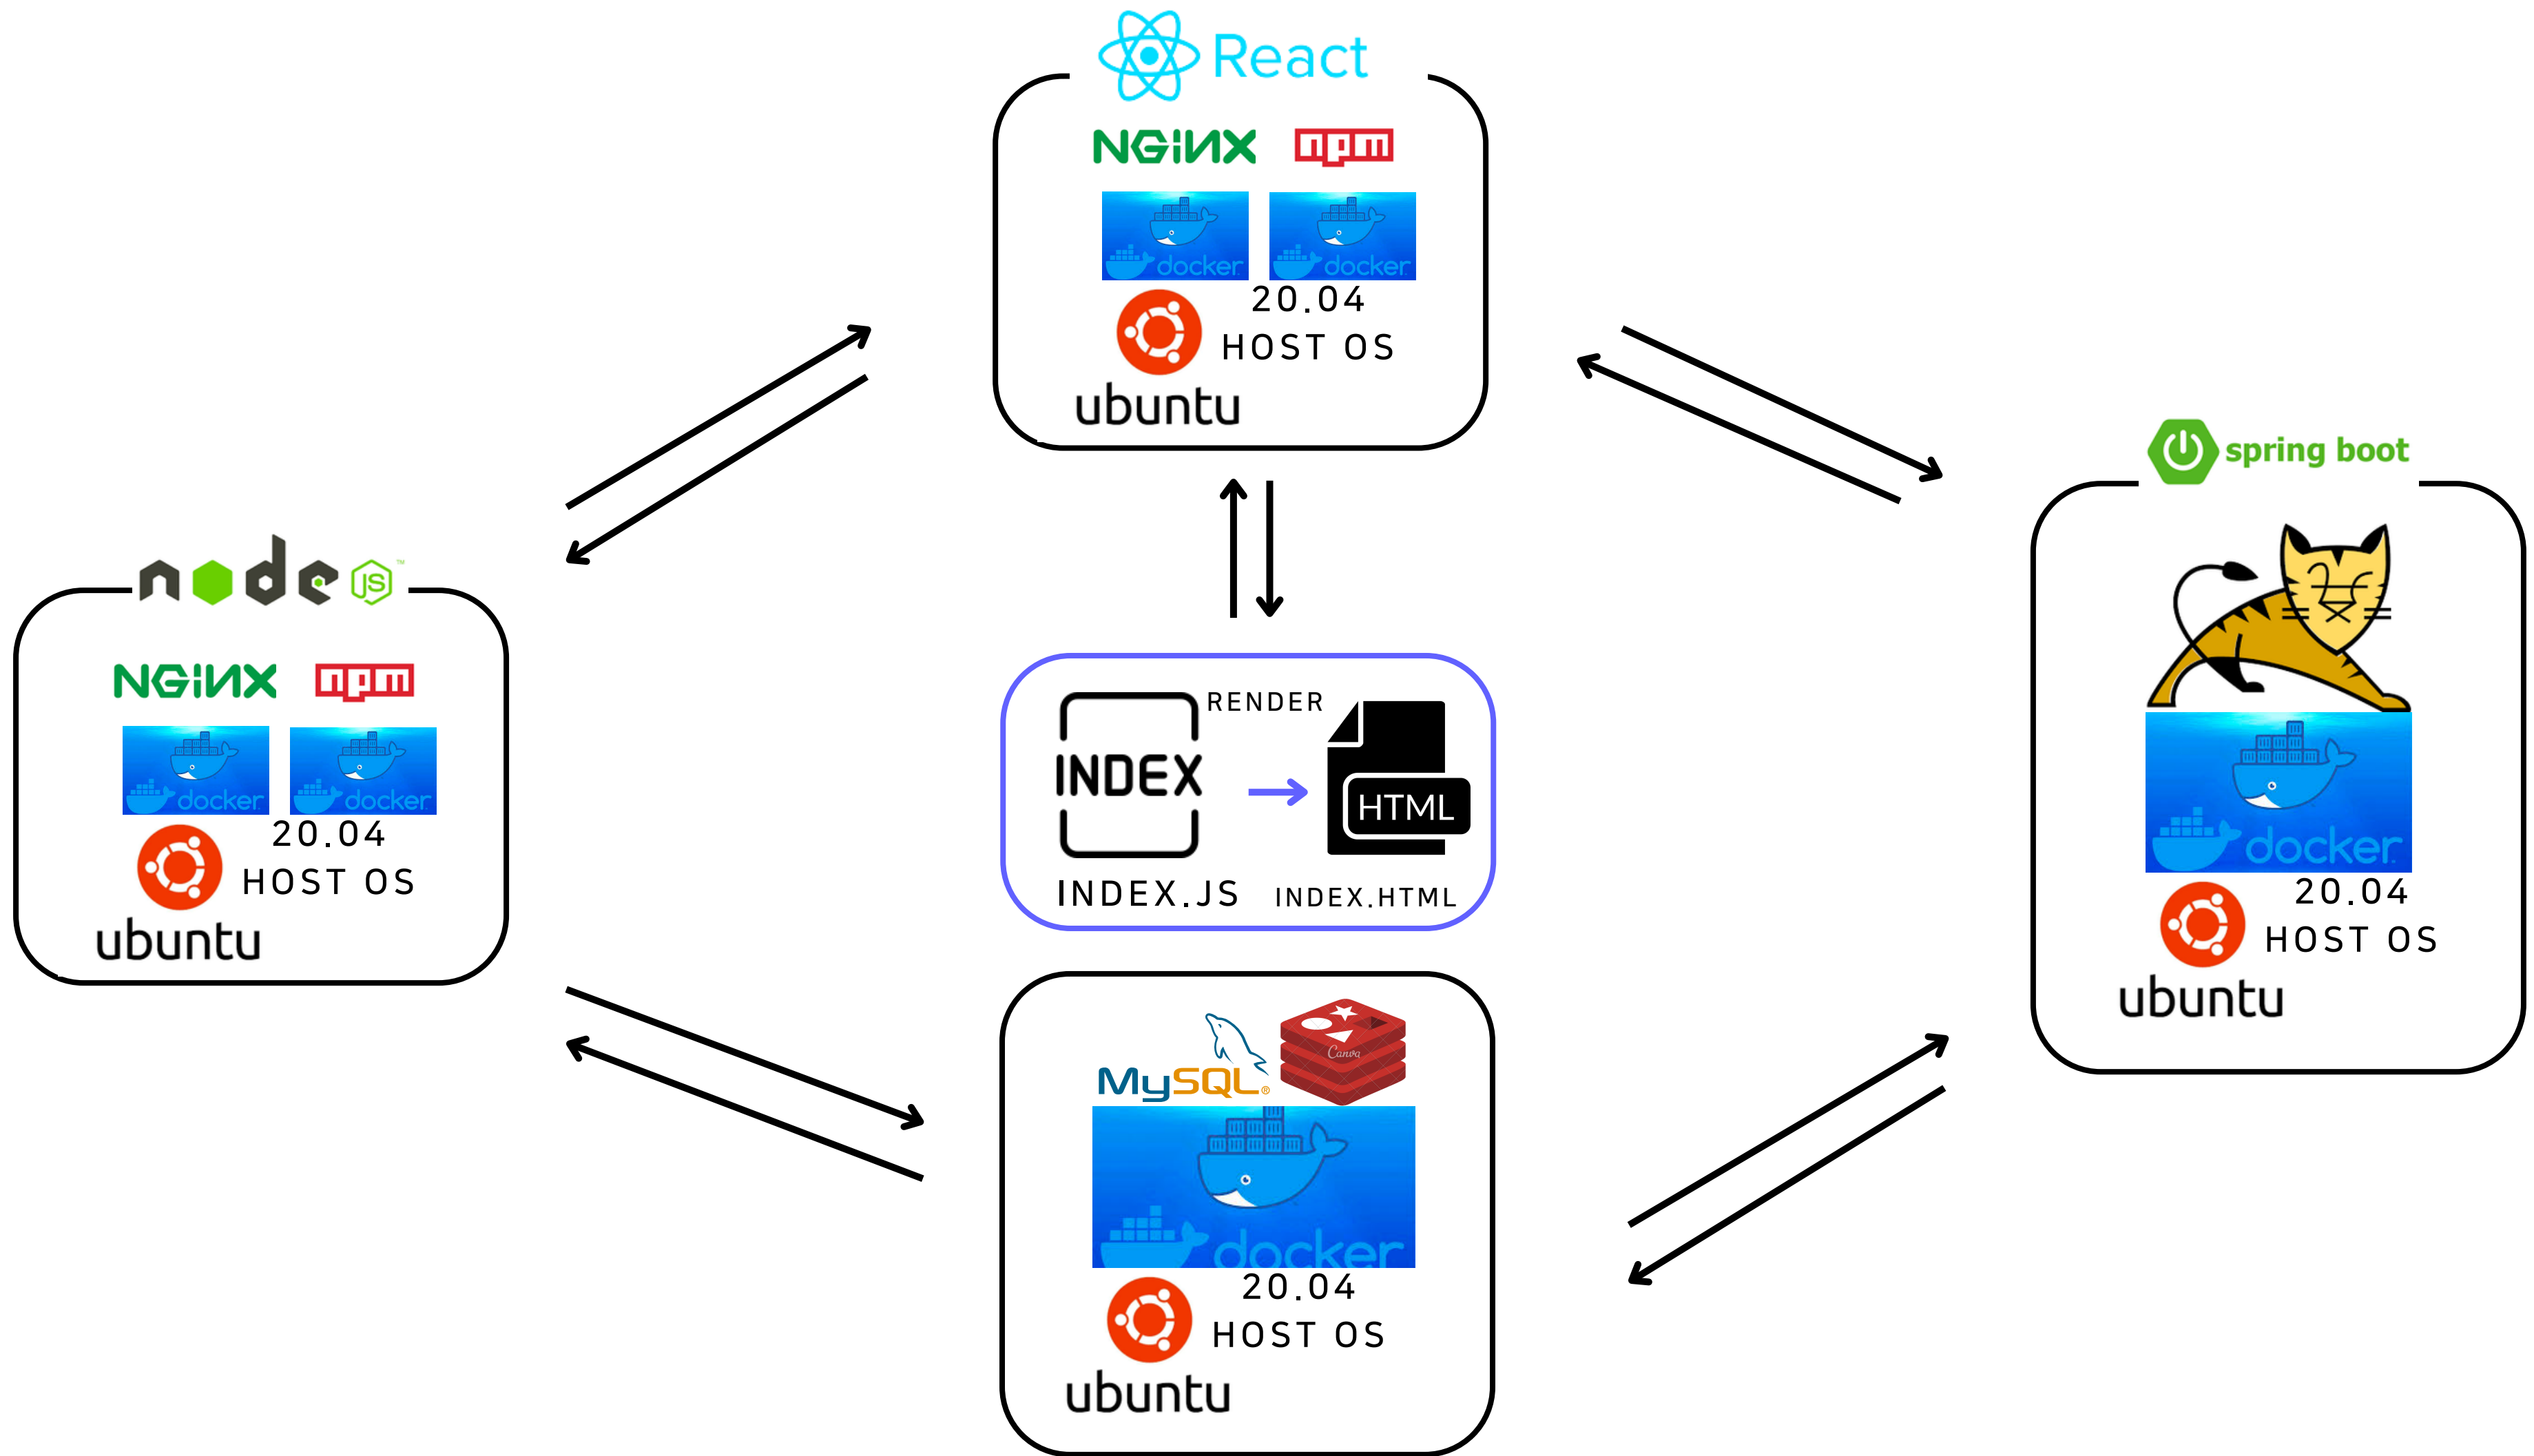 React
NGINX npm
docker docker
20.04
HOST OS
ubuntu
spring boot
docker
20.04
HOST OS
ubuntu
node JS ™
NGINX npm
docker docker
20.04
HOST OS
ubuntu
RENDER
INDEX
HTML
INDEX.JS INDEX.HTML
MySQL®
Canva
docker
20.04
HOST OS
ubuntu